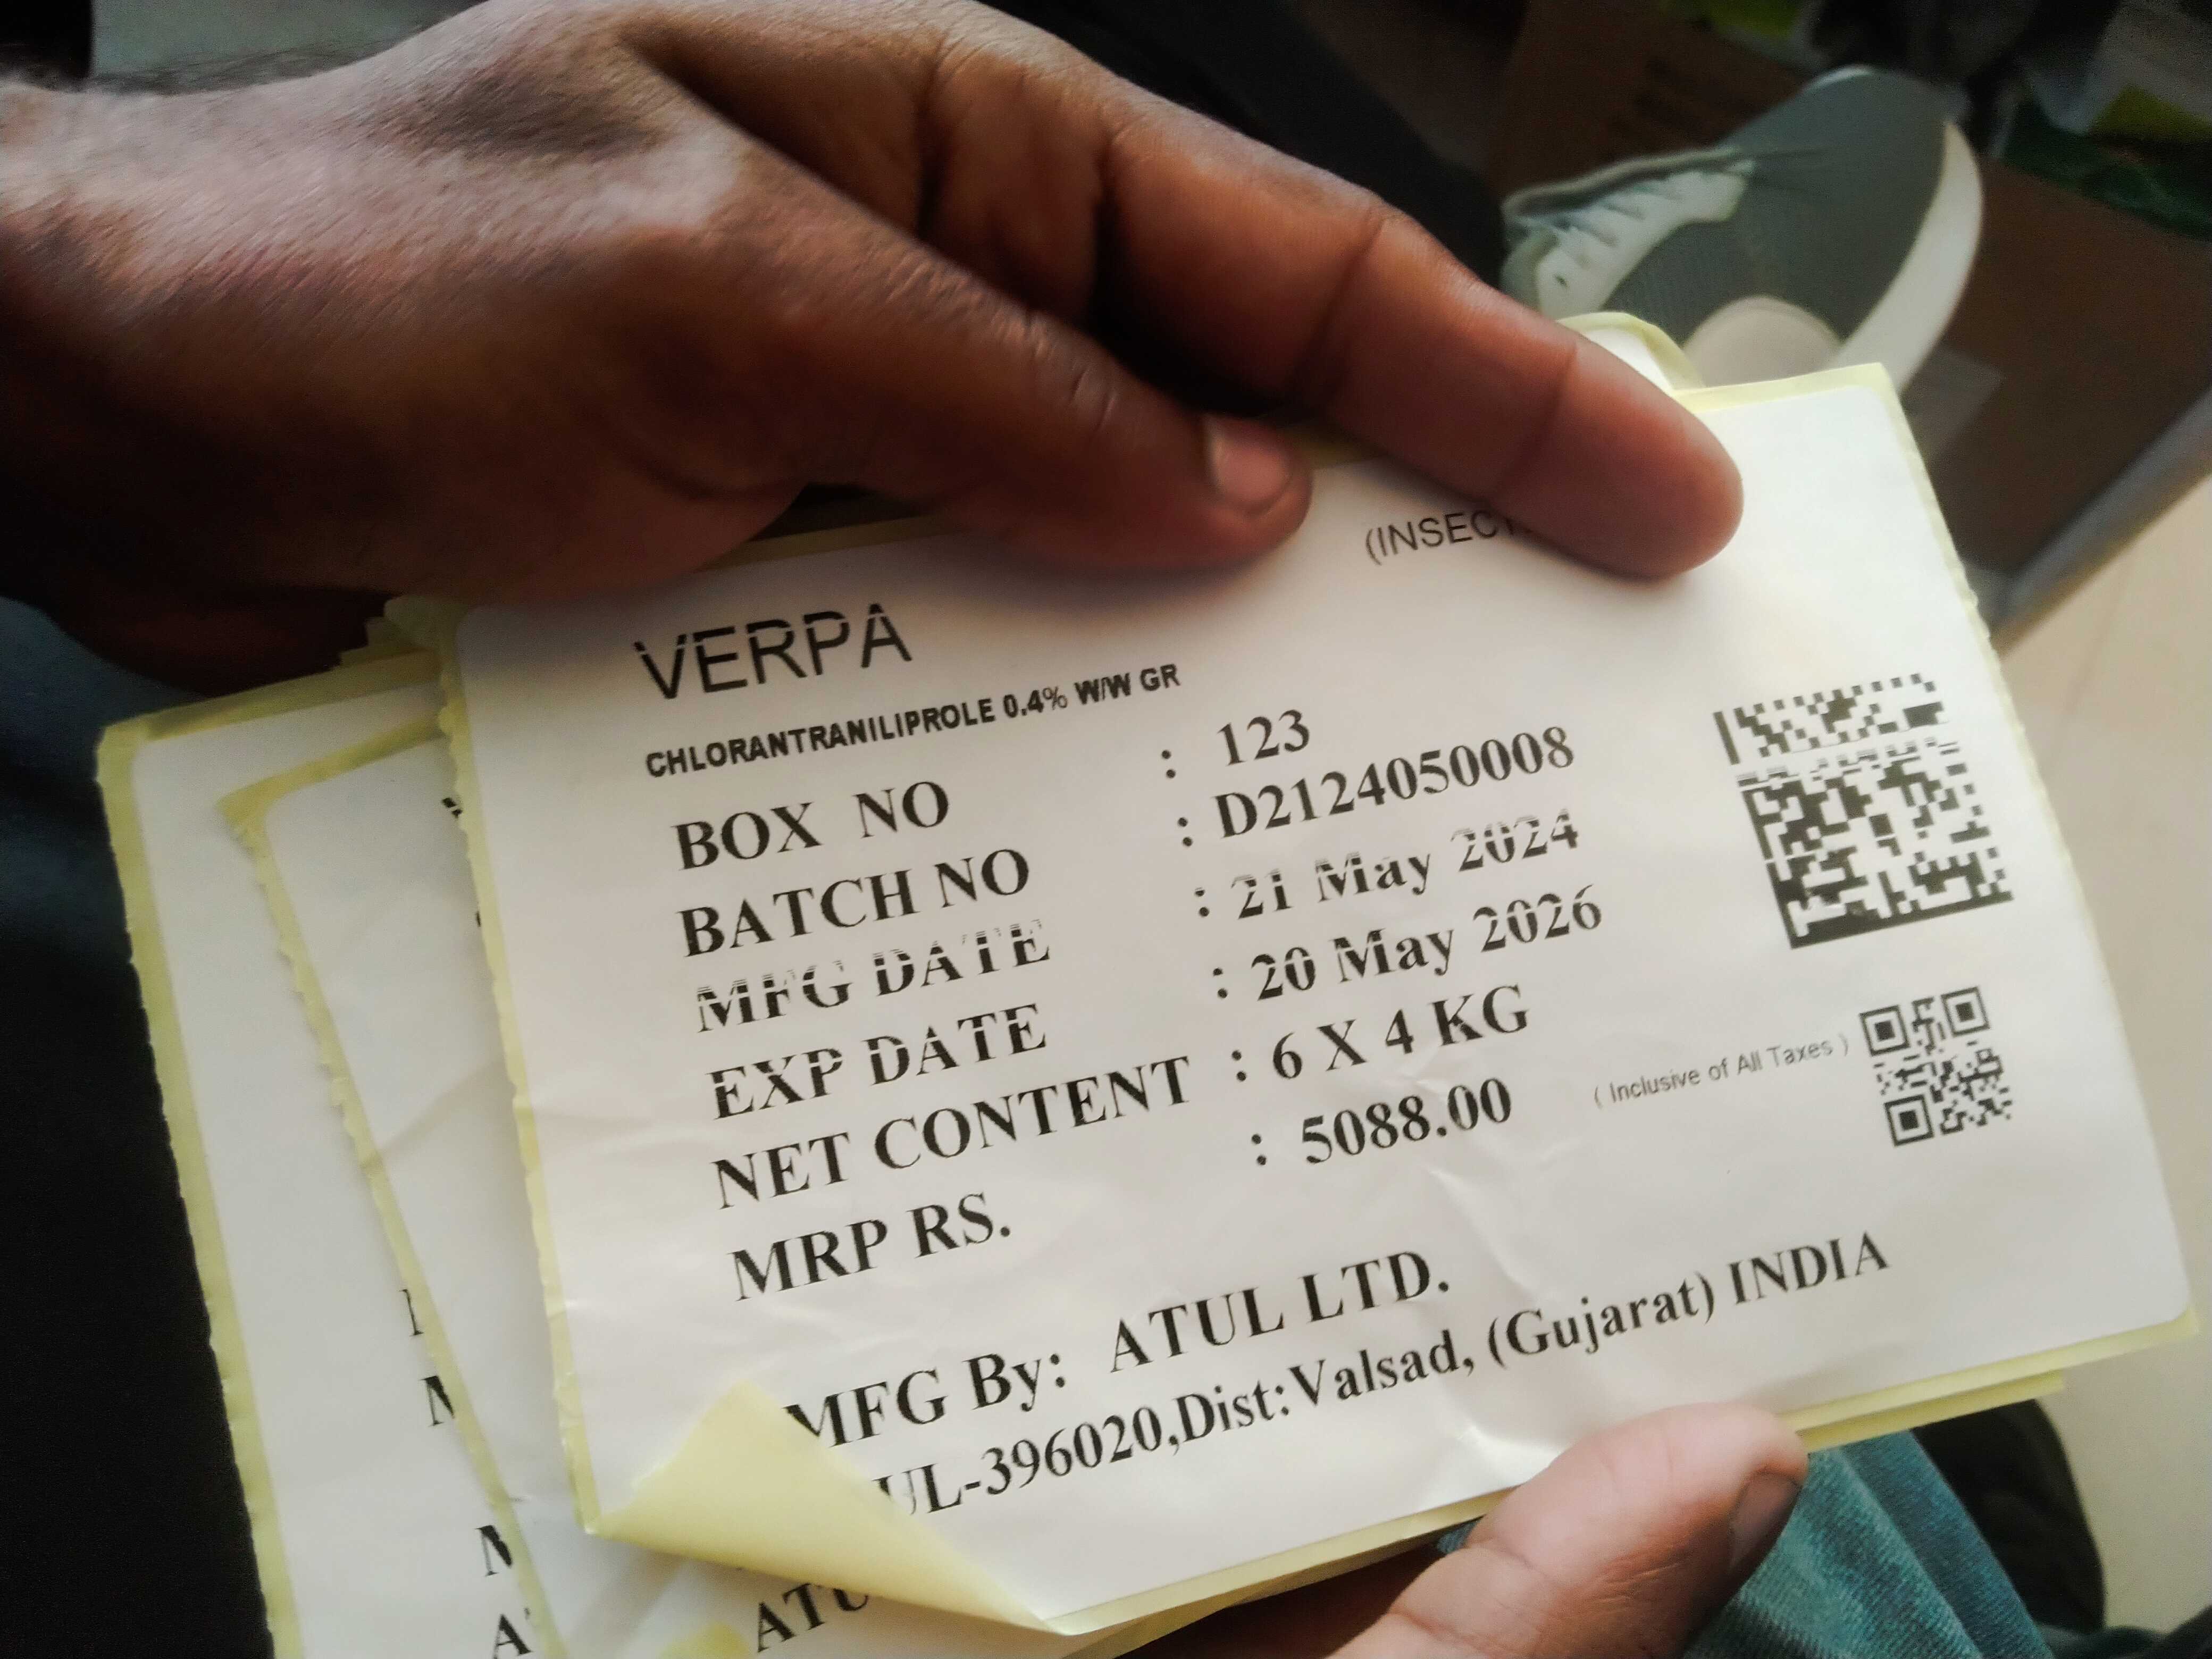 (INSEC
VERPA
CHLORANTRANILIPROLE 0.4% W/W GR
BOX NO : 123
BATCH NO : D2124050008
MFG DATE : 21 May 2024
EXP DATE : 20 May 2026
NET CONTENT : 6 X 4 KG
MRP RS. : 5088.00 ( Inclusive of All Taxes )
MFG By: ATUL LTD.
UL-396020,Dist:Valsad, (Gujarat) INDIA
ATU